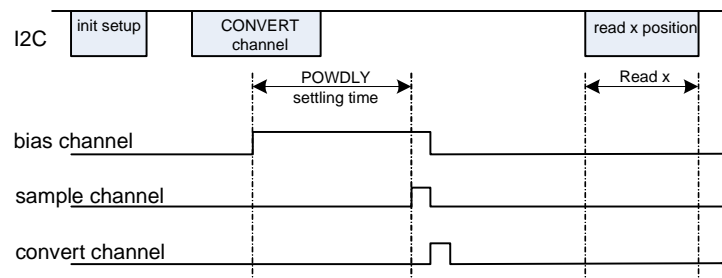 init setup
CONVERT
channel
read x position
I2C
POWDLY
settling time
Read x
bias channel
sample channel
convert channel